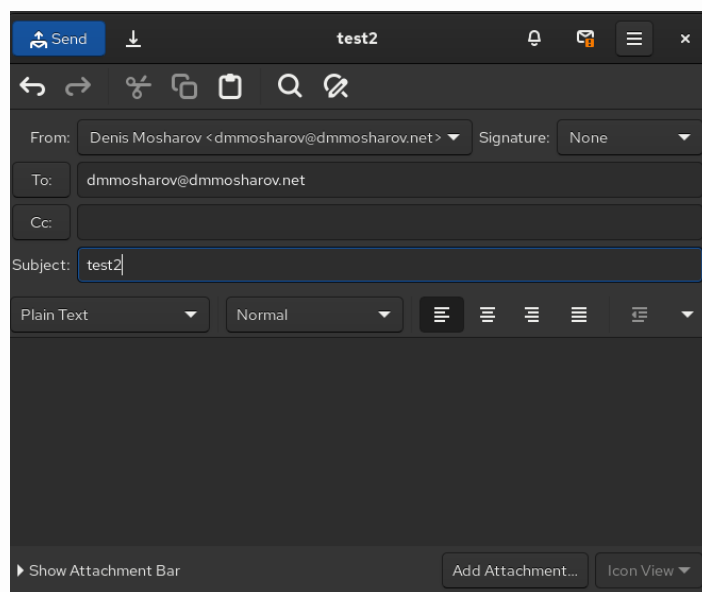 Send test2
From: Denis Mosharov <dmmosharov@dmmosharov.net> Signature: None
To: dmmosharov@dmmosharov.net
Cc:
Subject: test2
Plain Text Normal
Show Attachment Bar Add Attachment... Icon View